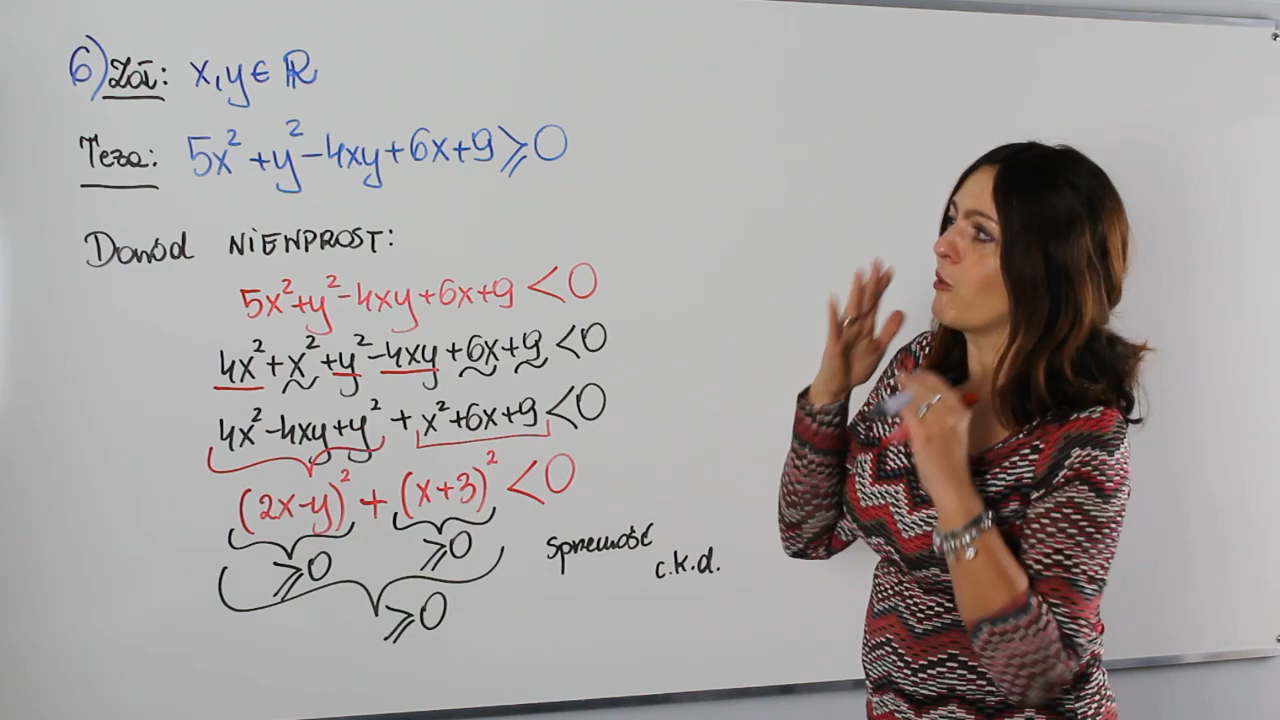 6) Zał: x,y∈ℝ
Teza: 5x²+y²-4xy+6x+9⩾0
Dowód NIEWPROST:
5x²+y²-4xy+6x+9<0
4x²+x²+y²-4xy+6x+9<0
4x²-4xy+y²+x²+6x+9<0
(2x-y)²+(x+3)²<0
⩾0 ⩾0 sprzeczność
c.k.d.
⩾0